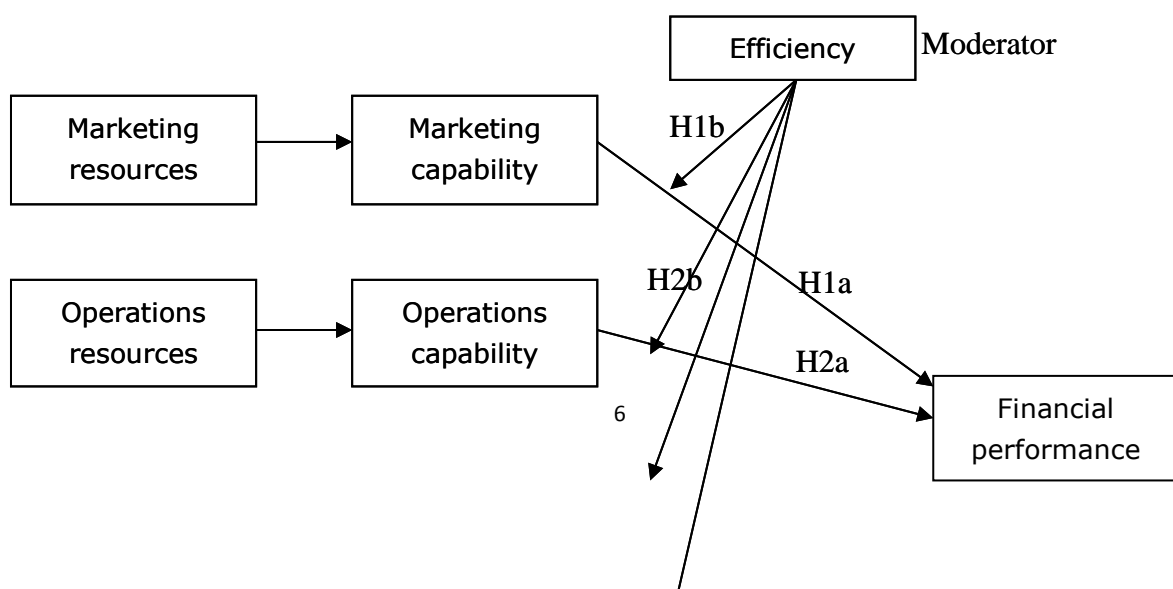 Efficiency
Moderator
Marketing
resources
Marketing
capability
H1b
Operations
resources
Operations
capability
H2b
H1a
H2a
6
Financial
performance